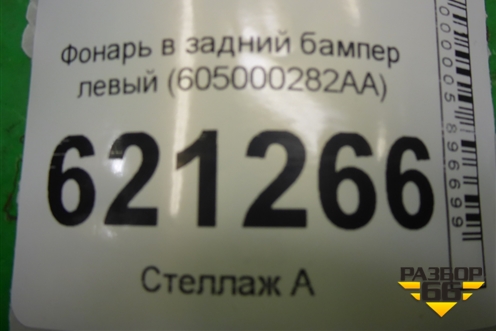 Фонарь в задний бампер
левый (605000282AA)
621266
Стеллаж А
РАЗБОР
66